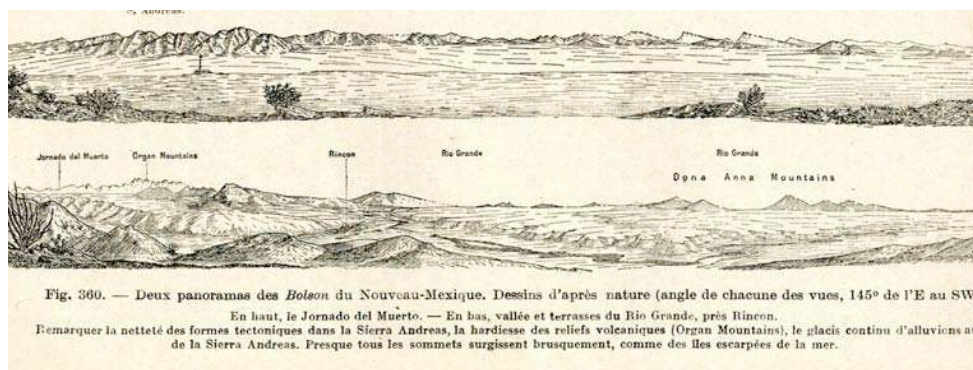 Andreas.
Jornado del Muerto Organ Mountains Rincon Rio Grande Rio Grande
Dona Anna Mountains
Fig. 360. — Deux panoramas des Bolson du Nouveau-Mexique. Dessins d'après nature (angle de chacune des vues, 145° de l'E au SW
En haut, le Jornado del Muerto. — En bas, vallée et terrasses du Rio Grande, près Rincon.
Remarquer la netteté des formes tectoniques dans la Sierra Andreas, la hardiesse des reliefs volcaniques (Organ Mountains), le glacis continu d'alluvions
de la Sierra Andreas. Presque tous les sommets surgissent brusquement, comme des îles escarpées de la mer.